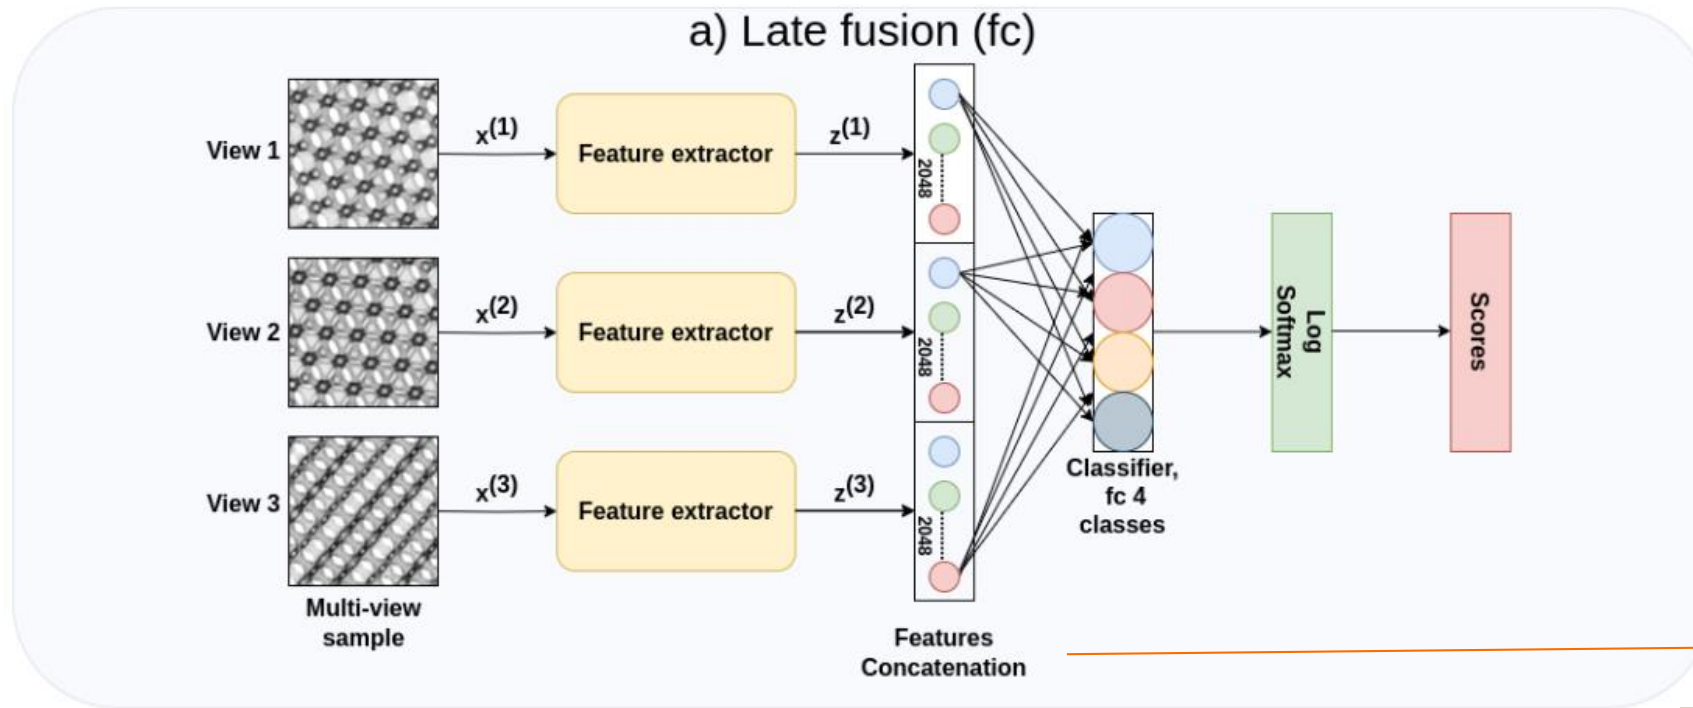 a) Late fusion (fc)
View 1
x(1)
Feature extractor
z(1)
2048
View 2
x(2)
Feature extractor
z(2)
2048
View 3
x(3)
Feature extractor
z(3)
2048
Multi-view
sample
Features
Concatenation
Classifier,
fc 4
classes
Log
Softmax
Scores